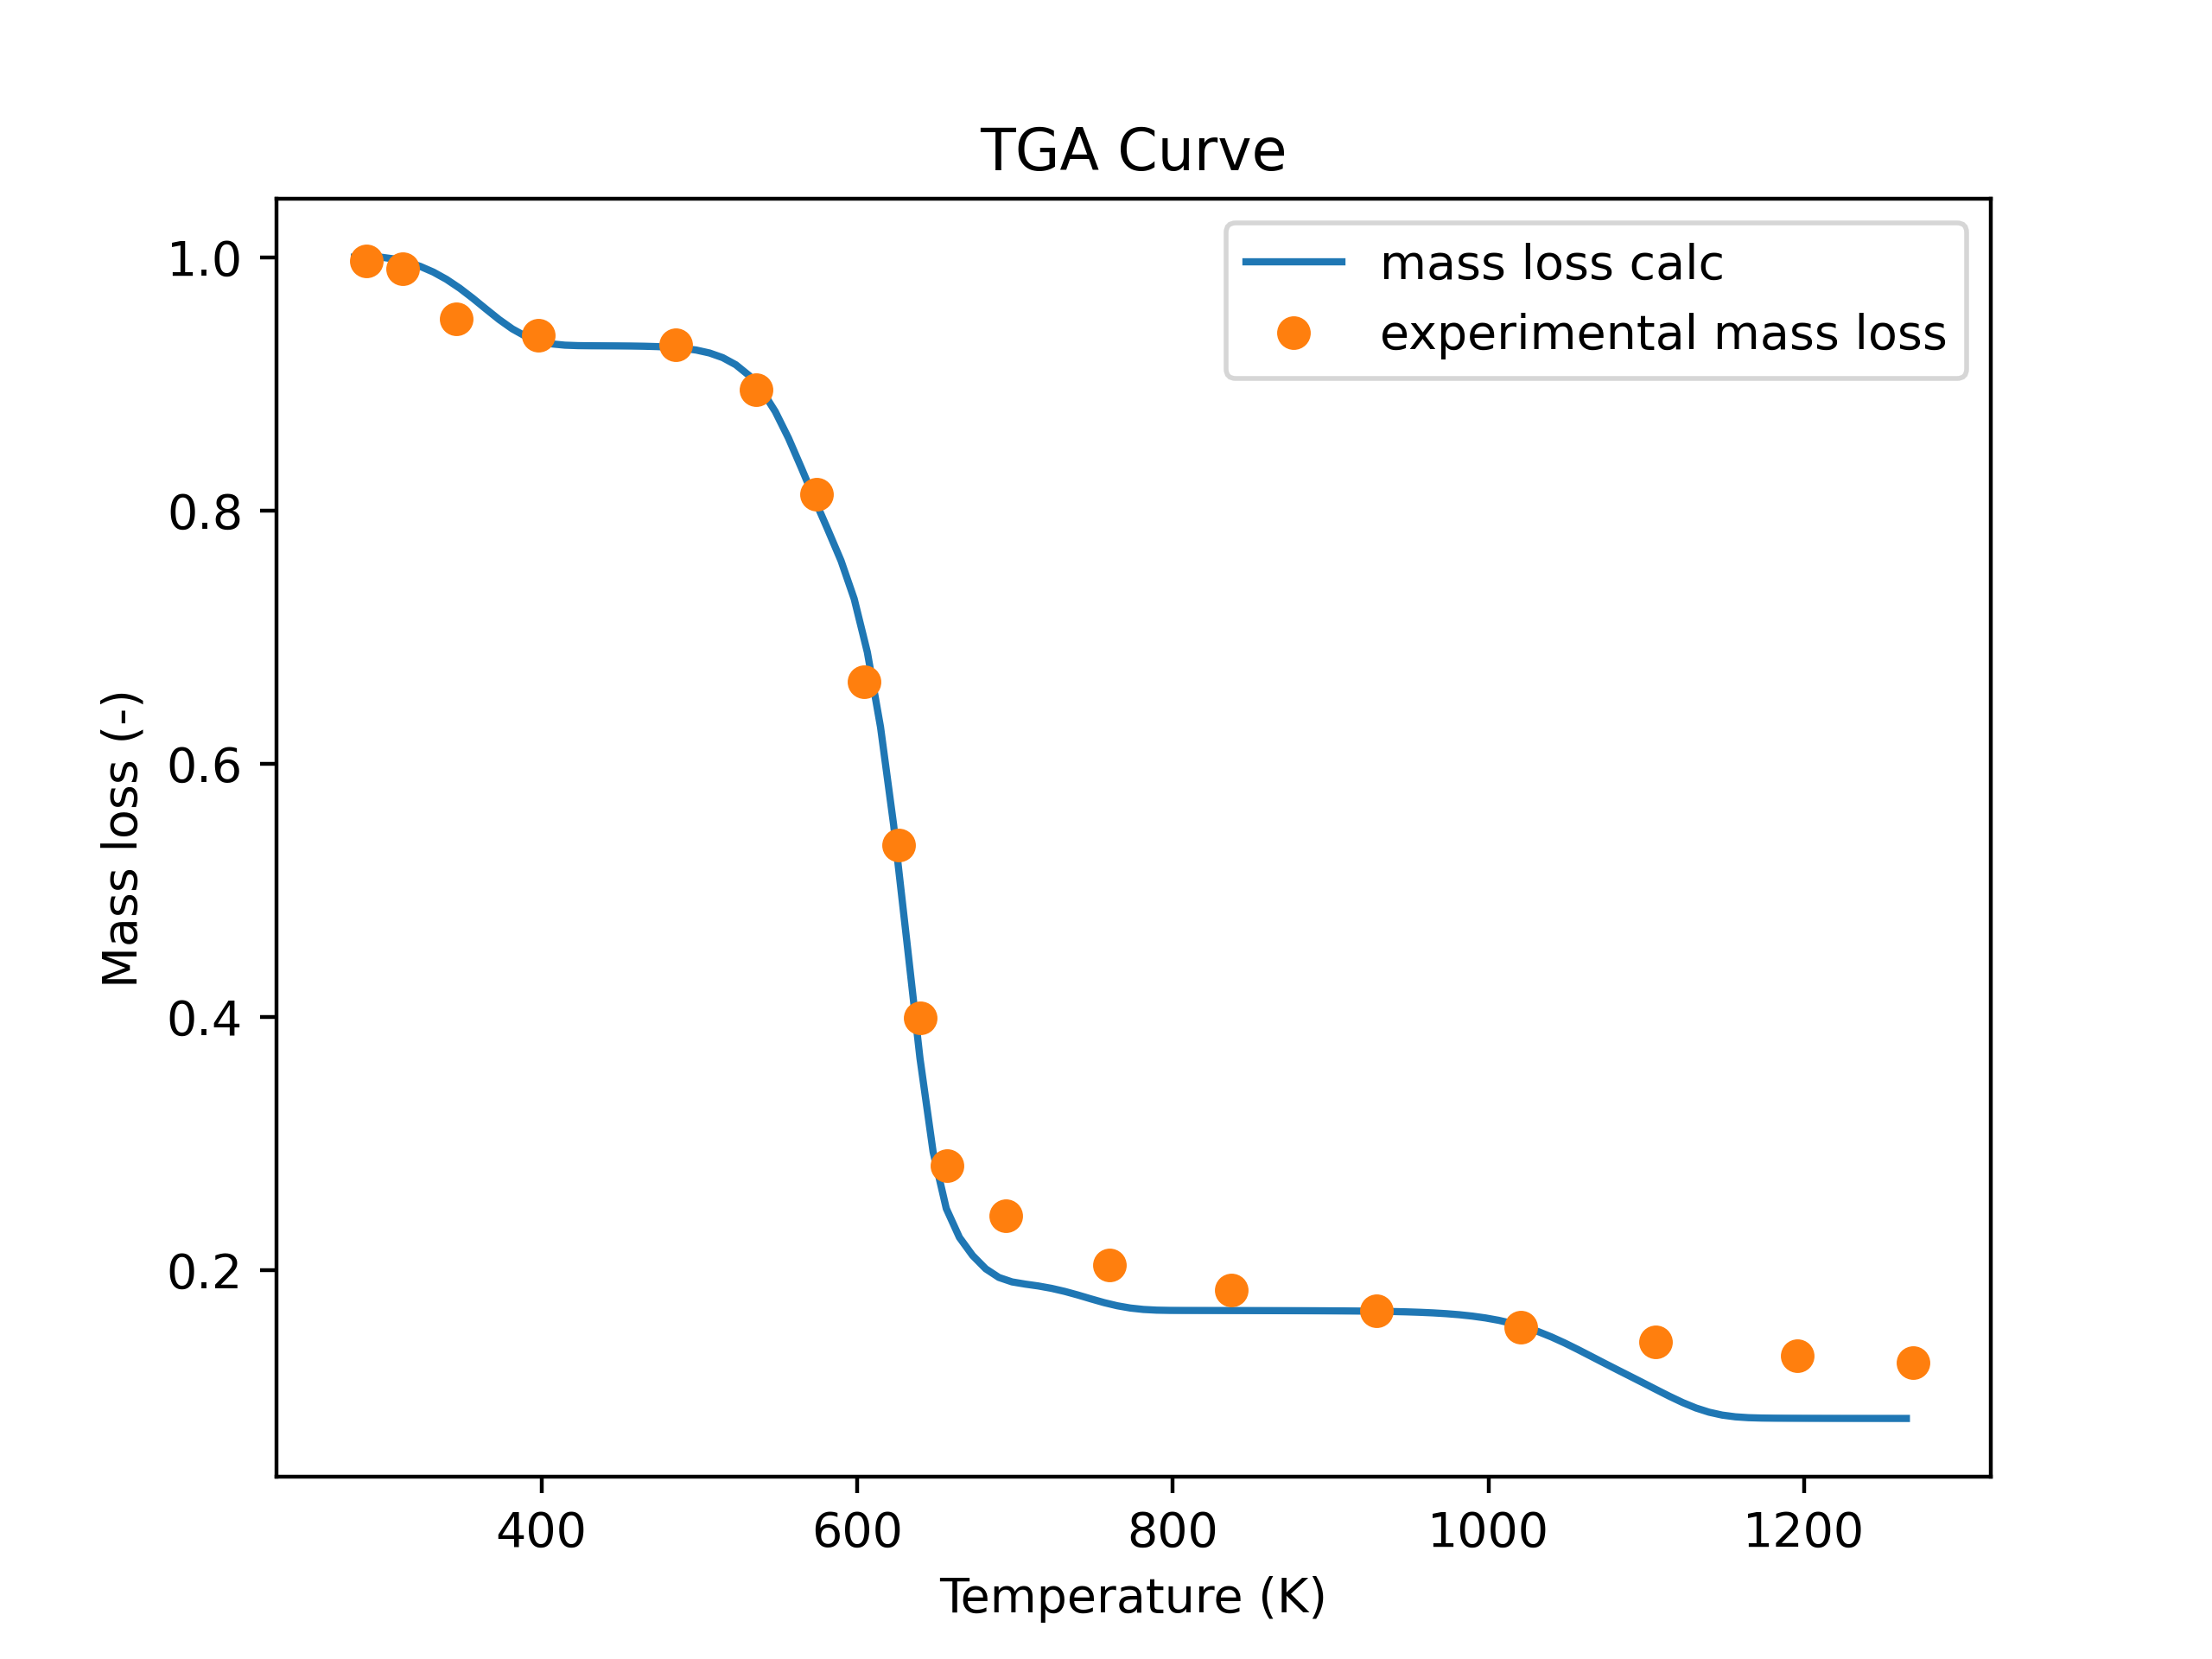 TGA Curve
mass loss calc
experimental mass loss
1.0
0.8
0.6
0.4
0.2
Mass loss (-)
400 600 800 1000 1200
Temperature (K)